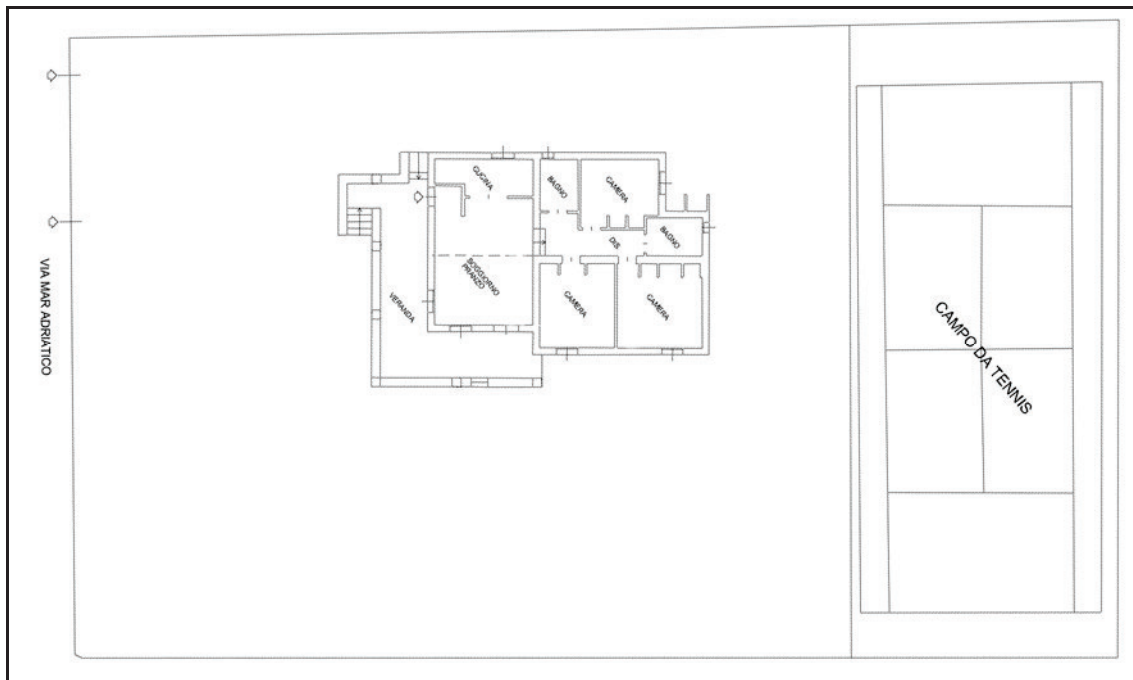 VIA MAR ADRIATICO
CUCINA
BAGNO
CAMERA
DIS.
BAGNO
SOGGIORNO
PRANZO
VERANDA
CAMERA
CAMERA
CAMPO DA TENNIS